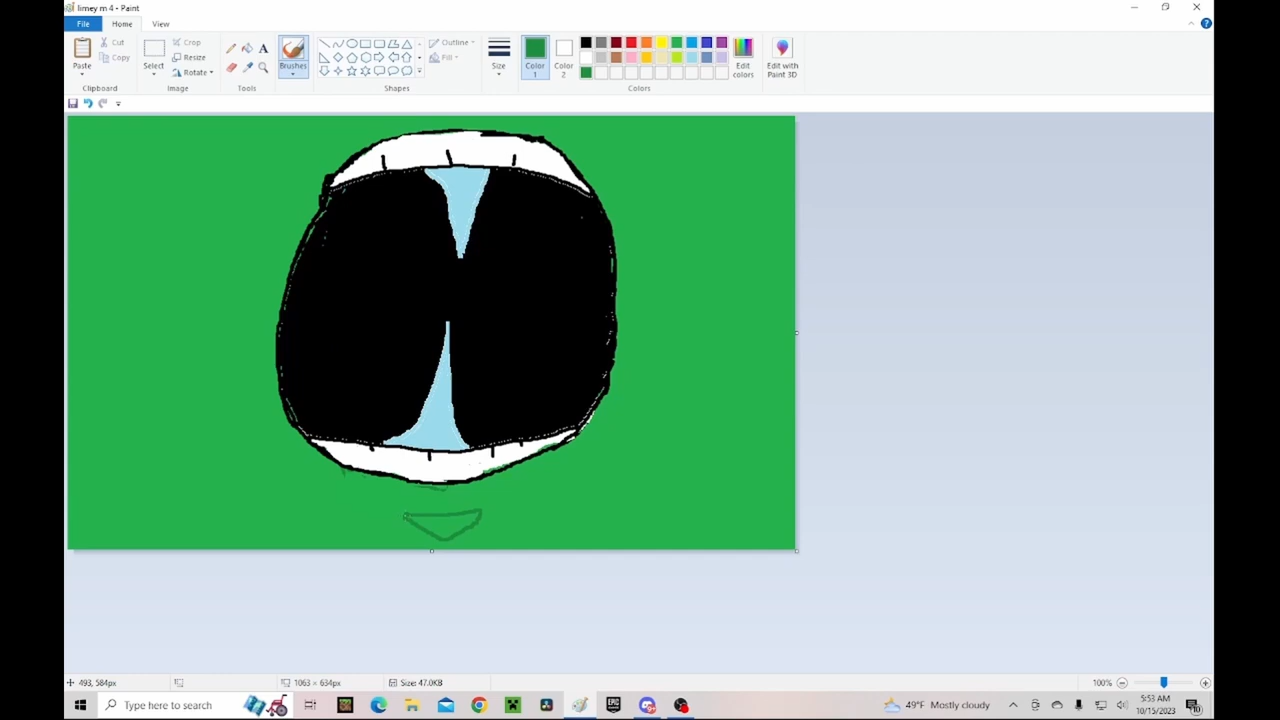 limey m 4 - Paint
File Home View
Paste
Cut
Copy
Clipboard
Select
Crop
Resize
Rotate
Image
A
Tools
Brushes
Outline
Fill
Shapes
Size
Color 1
Color 2
Edit colors
Edit with Paint 3D
Colors
493, 584px
1063 × 634px
Size: 47.0KB
100%
Type here to search
49°F Mostly cloudy
5:53 AM
10/15/2023